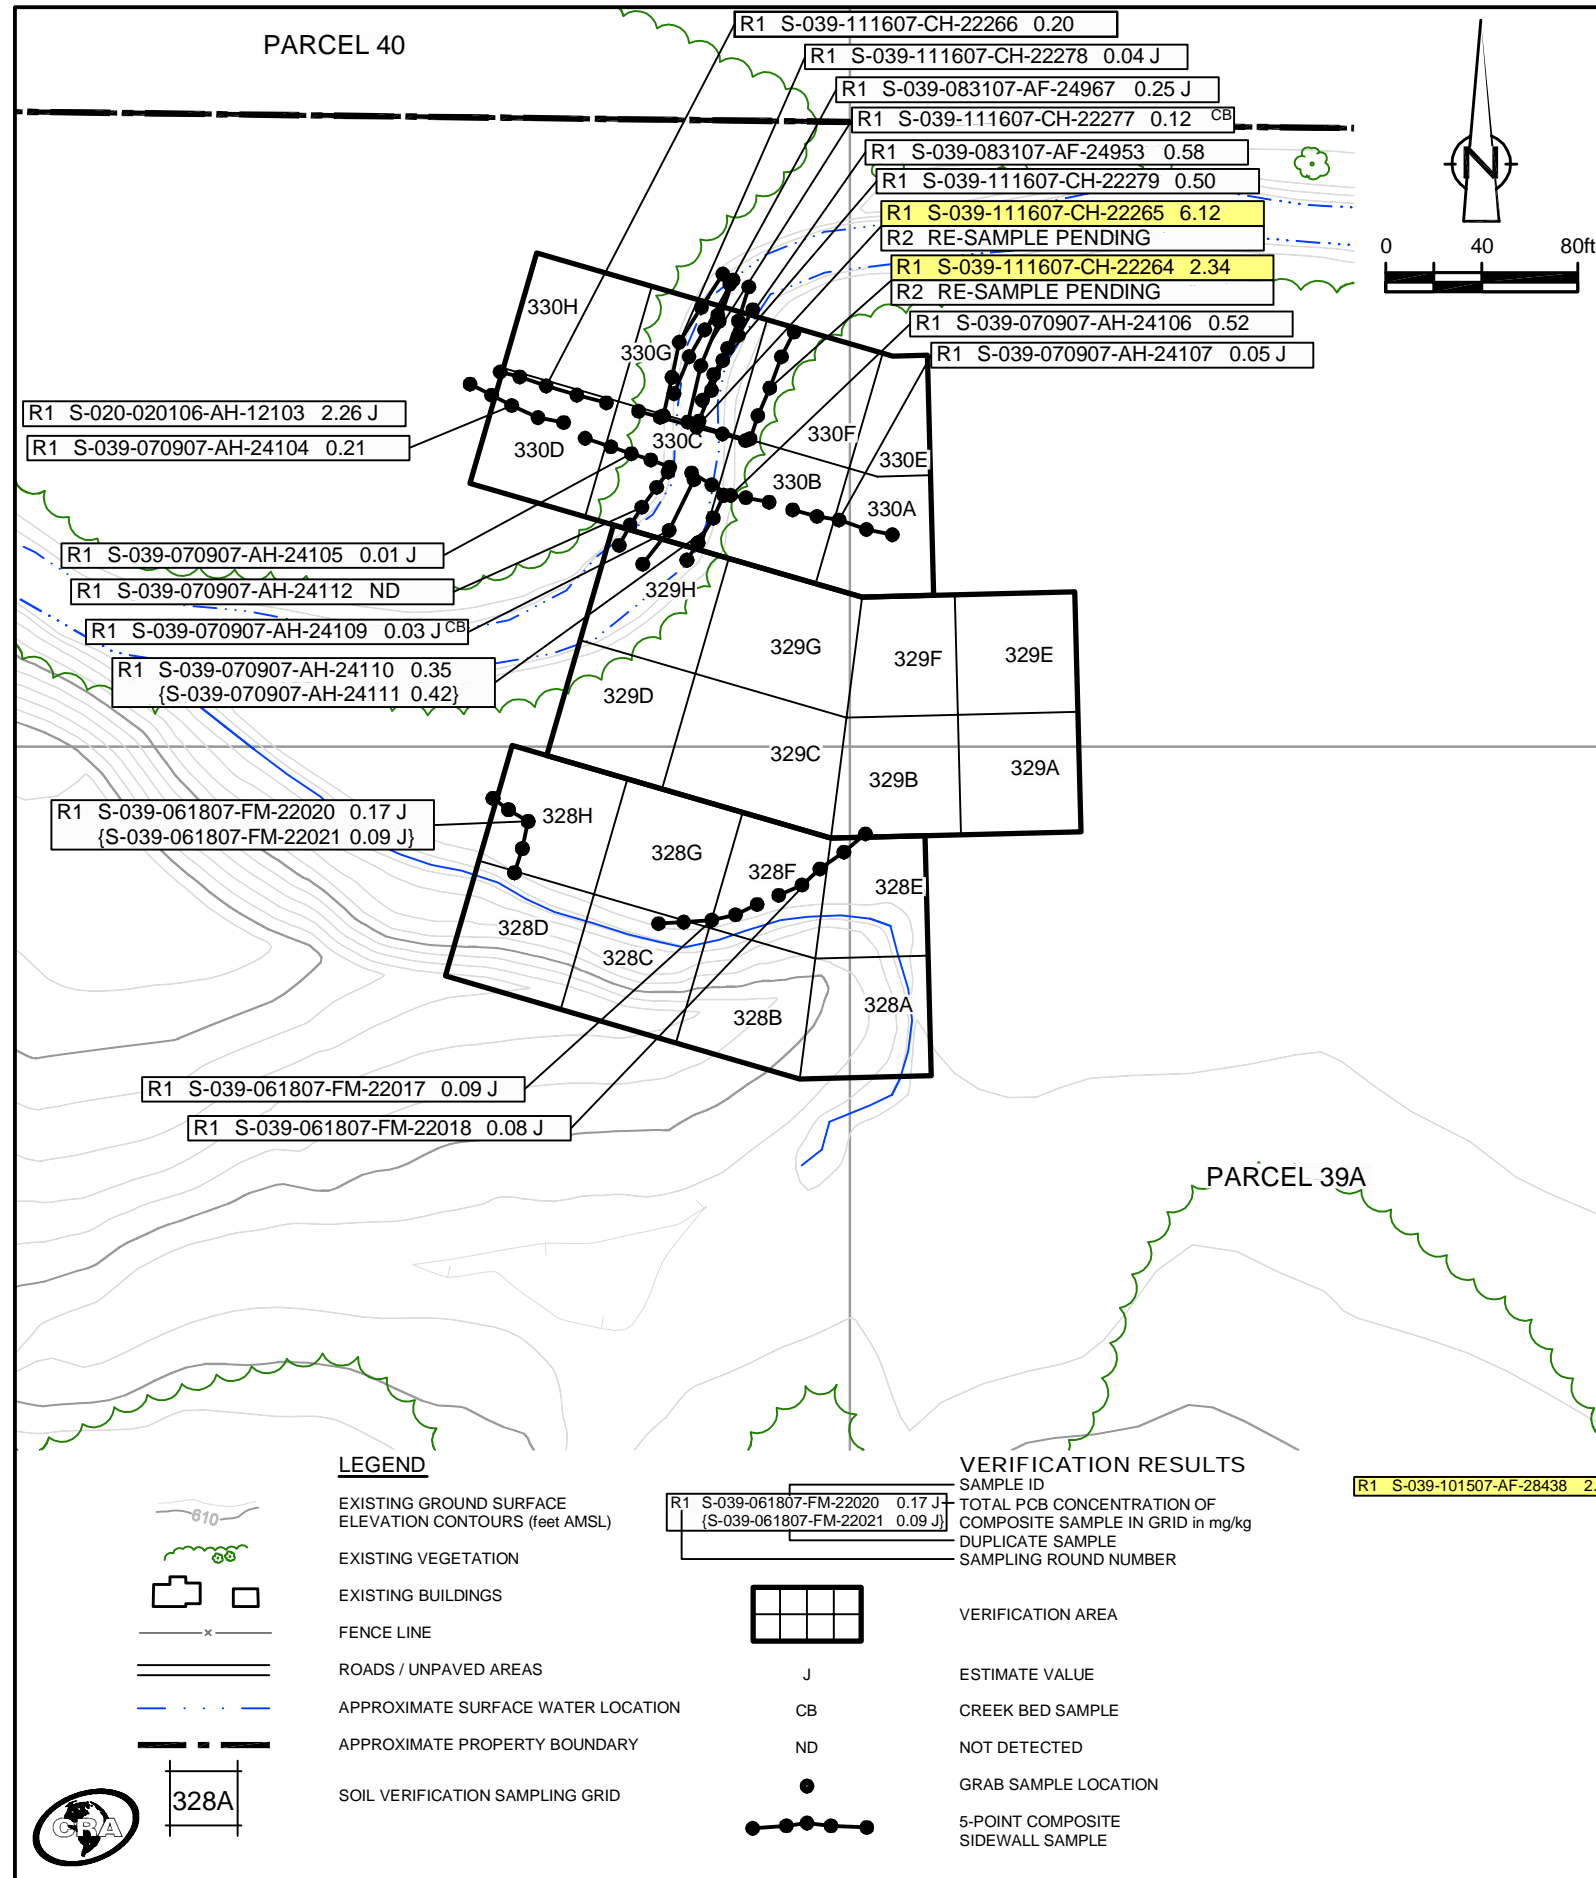 PARCEL 40
R1 S-039-111607-CH-22266 0.20
R1 S-039-111607-CH-22278 0.04 J
R1 S-039-083107-AF-24967 0.25 J
R1 S-039-111607-CH-22277 0.12 CB
R1 S-039-083107-AF-24953 0.58
R1 S-039-111607-CH-22279 0.50
R1 S-039-111607-CH-22265 6.12
R2 RE-SAMPLE PENDING
R1 S-039-111607-CH-22264 2.34
R2 RE-SAMPLE PENDING
R1 S-039-070907-AH-24106 0.52
R1 S-039-070907-AH-24107 0.05 J
N
0 40 80ft
330H
330G
330F
330E
330D
330C
330B
330A
R1 S-020-020106-AH-12103 2.26 J
R1 S-039-070907-AH-24104 0.21
R1 S-039-070907-AH-24105 0.01 J
R1 S-039-070907-AH-24112 ND
R1 S-039-070907-AH-24109 0.03 J CB
R1 S-039-070907-AH-24110 0.35
{S-039-070907-AH-24111 0.42}
329H
329G
329F
329E
329D
329C
329B
329A
R1 S-039-061807-FM-22020 0.17 J
{S-039-061807-FM-22021 0.09 J}
328H
328G
328F
328E
328D
328C
328B
328A
R1 S-039-061807-FM-22017 0.09 J
R1 S-039-061807-FM-22018 0.08 J
PARCEL 39A
LEGEND
610
EXISTING GROUND SURFACE
ELEVATION CONTOURS (feet AMSL)
EXISTING VEGETATION
EXISTING BUILDINGS
x
FENCE LINE
ROADS / UNPAVED AREAS
APPROXIMATE SURFACE WATER LOCATION
APPROXIMATE PROPERTY BOUNDARY
328A
SOIL VERIFICATION SAMPLING GRID
CRA
VERIFICATION RESULTS
R1 S-039-061807-FM-22020 0.17 J
{S-039-061807-FM-22021 0.09 J}
SAMPLE ID
TOTAL PCB CONCENTRATION OF
COMPOSITE SAMPLE IN GRID in mg/kg
DUPLICATE SAMPLE
SAMPLING ROUND NUMBER
VERIFICATION AREA
J ESTIMATE VALUE
CB CREEK BED SAMPLE
ND NOT DETECTED
GRAB SAMPLE LOCATION
5-POINT COMPOSITE
SIDEWALL SAMPLE
R1 S-039-101507-AF-28438 2.